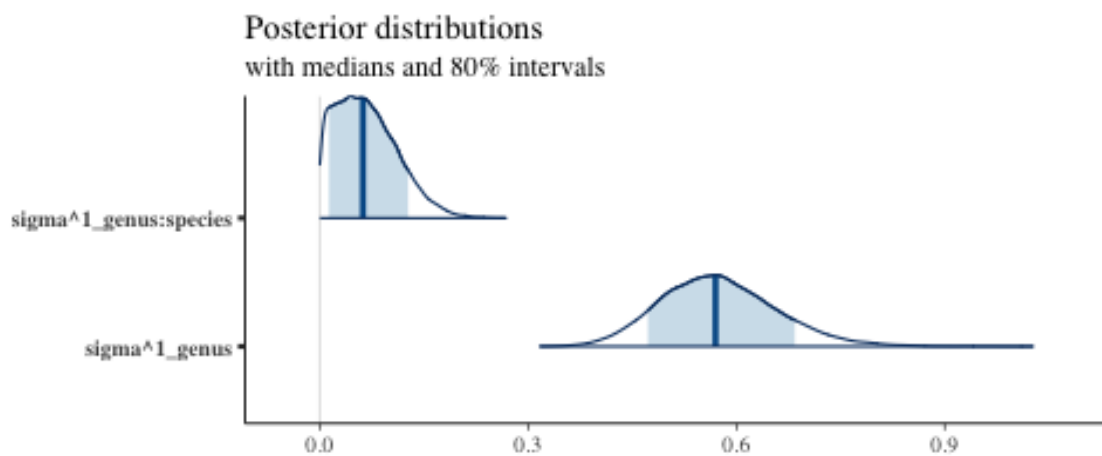 Posterior distributions
with medians and 80% intervals
sigma^1_genus:species
sigma^1_genus
0.0 0.3 0.6 0.9